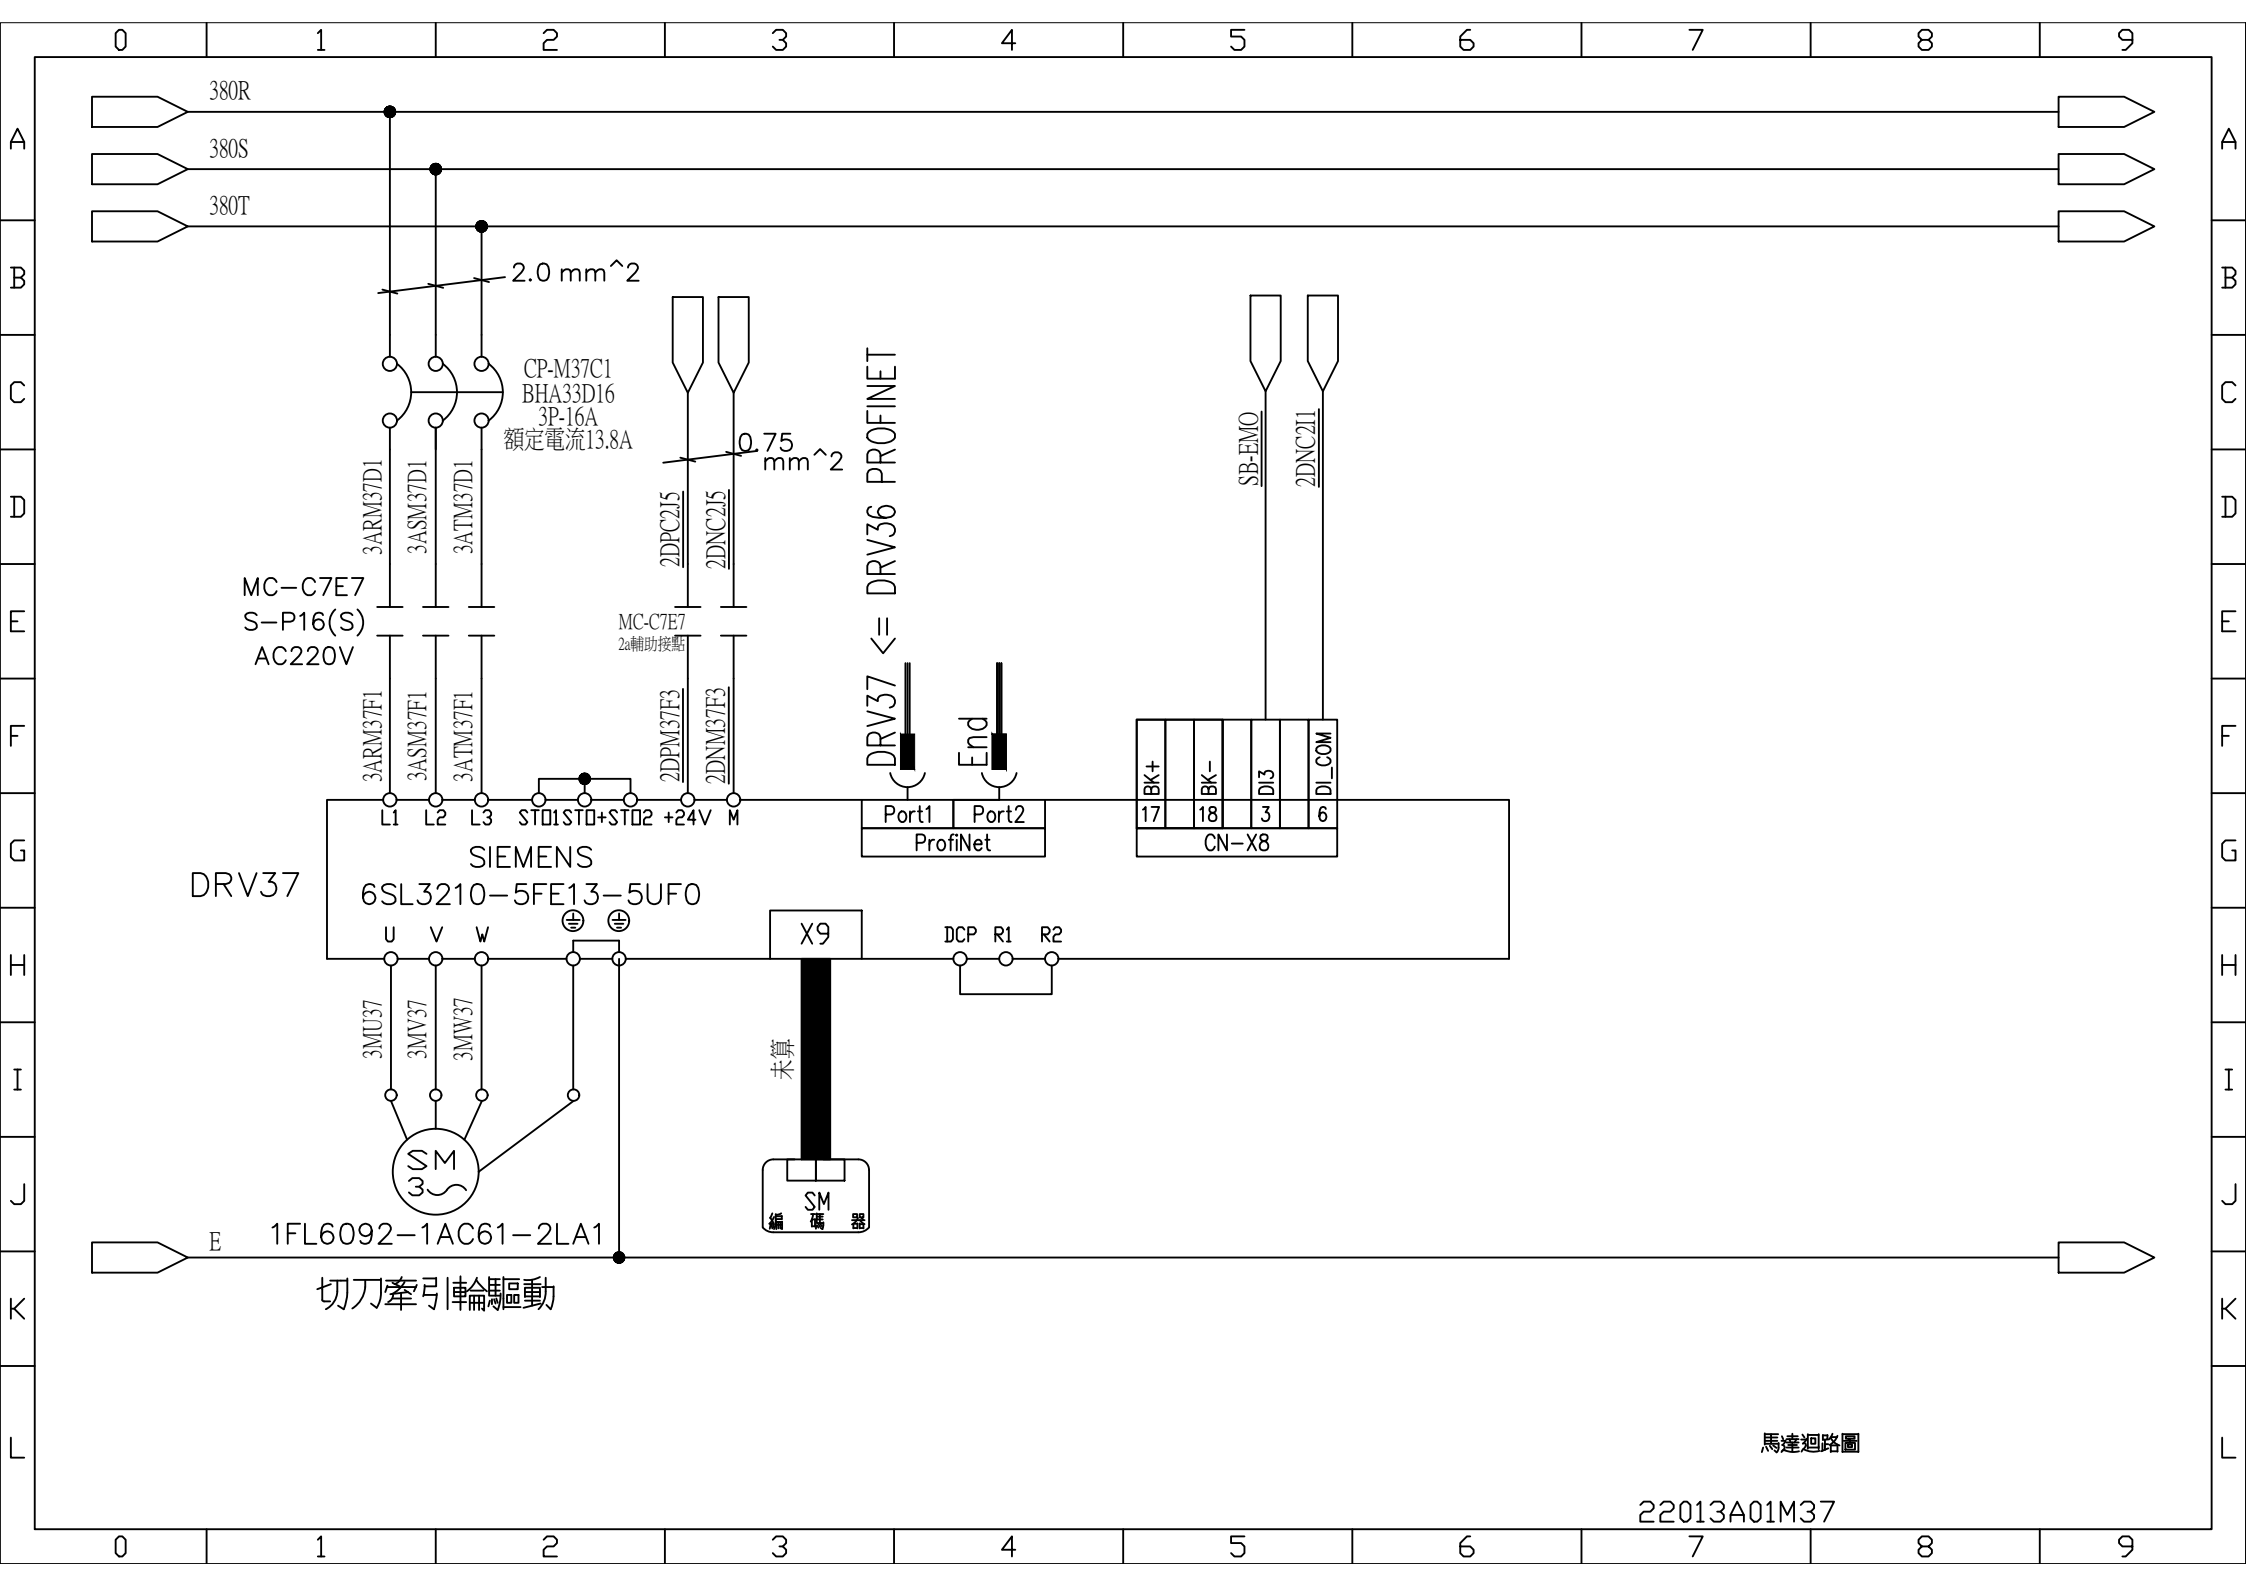 0 1 2 3 4 5 6 7 8 9
A A
B B
C C
D D
E E
F F
G G
H H
I I
J J
K K
L L
380R
380S
380T
2.0 mm^2
CP-M37C1
BHA33D16
3P-16A
額定電流13.8A
0.75
mm^2
3ARM37D1
3ASM37D1
3ATM37D1
2DPC2J5
2DNC2J5
SB-EMO
2DNC2I1
DRV37 <= DRV36 PROFINET
End
MC-C7E7
S-P16(S)
AC220V
MC-C7E7
2a輔助接點
3ARM37F1
3ASM37F1
3ATM37F1
2DPM37F3
2DNM37F3
BK+
BK-
DI3
DI_COM
L1 L2 L3 STO1 STO+ STO2 +24V M
Port1 Port2
ProfiNet
17 18 3 6
CN-X8
SIEMENS
DRV37
6SL3210-5FE13-5UF0
U V W
X9
DCP R1 R2
3MU37
3MV37
3MW37
未算
SM
3
SM
編 碼 器
1FL6092-1AC61-2LA1
E
切刀牽引輪驅動
馬達迴路圖
22013A01M37
0 1 2 3 4 5 6 7 8 9